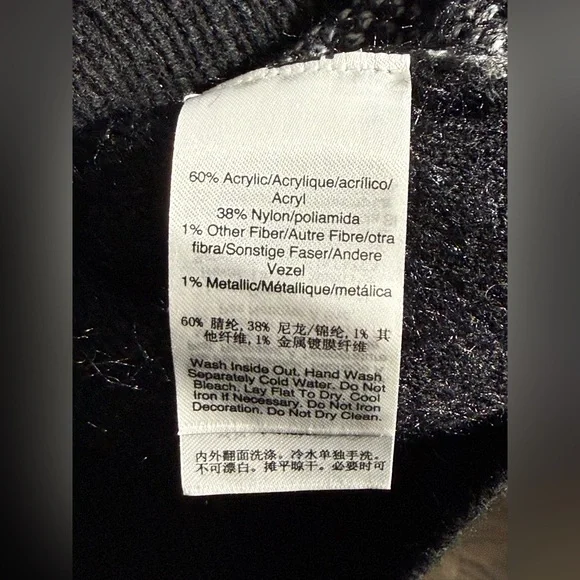 60% Acrylic/Acrylique/acrílico/
Acryl
38% Nylon/poliamida
1% Other Fiber/Autre Fibre/otra
fibra/Sonstige Faser/Andere
Vezel
1% Metallic/Métallique/metálica
60% 腈纶, 38% 尼龙/锦纶, 1% 其
他纤维, 1% 金属镀膜纤维
Wash Inside Out. Hand Wash
Separately Cold Water. Do Not
Bleach. Lay Flat To Dry. Cool
Iron If Necessary. Do Not Iron
Decoration. Do Not Dry Clean.
内外翻面洗涤。冷水单独手洗。
不可漂白。摊平晾干。必要时可